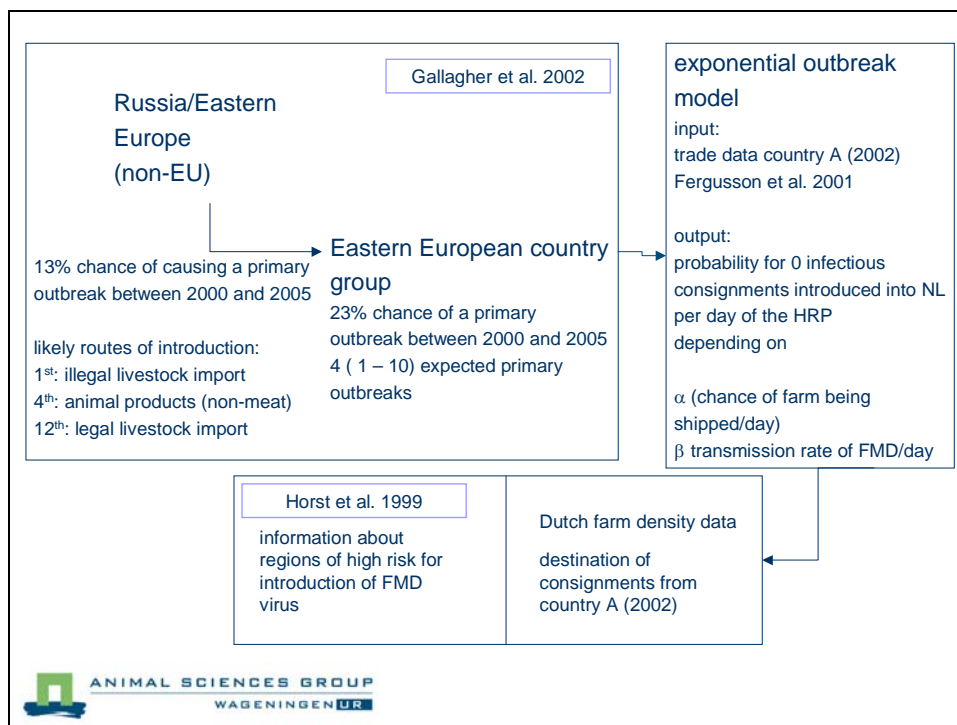 Gallagher et al. 2002
Russia/Eastern
Europe
(non-EU)
13% chance of causing a primary
outbreak between 2000 and 2005
likely routes of introduction:
1st: illegal livestock import
4th: animal products (non-meat)
12th: legal livestock import
Eastern European country
group
23% chance of a primary
outbreak between 2000 and 2005
4 ( 1 – 10) expected primary
outbreaks
exponential outbreak
model
input:
trade data country A (2002)
Fergusson et al. 2001
output:
probability for 0 infectious
consignments introduced into NL
per day of the HRP
depending on
α (chance of farm being
shipped/day)
β transmission rate of FMD/day
Horst et al. 1999
information about
regions of high risk for
introduction of FMD
virus
Dutch farm density data
destination of
consignments from
country A (2002)
ANIMAL SCIENCES GROUP
WAGENINGEN UR